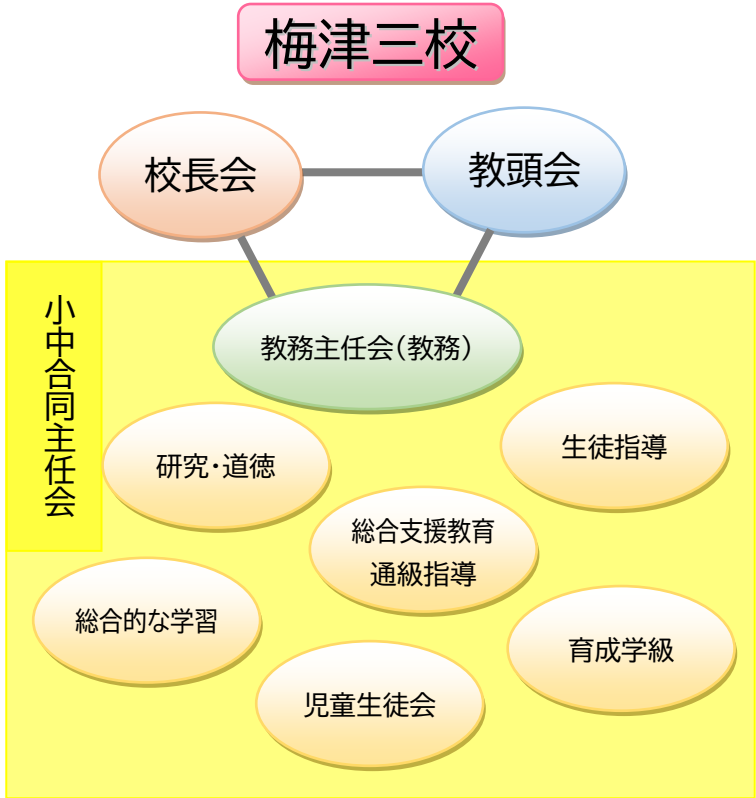 梅津三校
校長会
教頭会
小中合同主任会
教務主任会(教務)
研究・道徳
生徒指導
総合支援教育
通級指導
総合的な学習
育成学級
児童生徒会